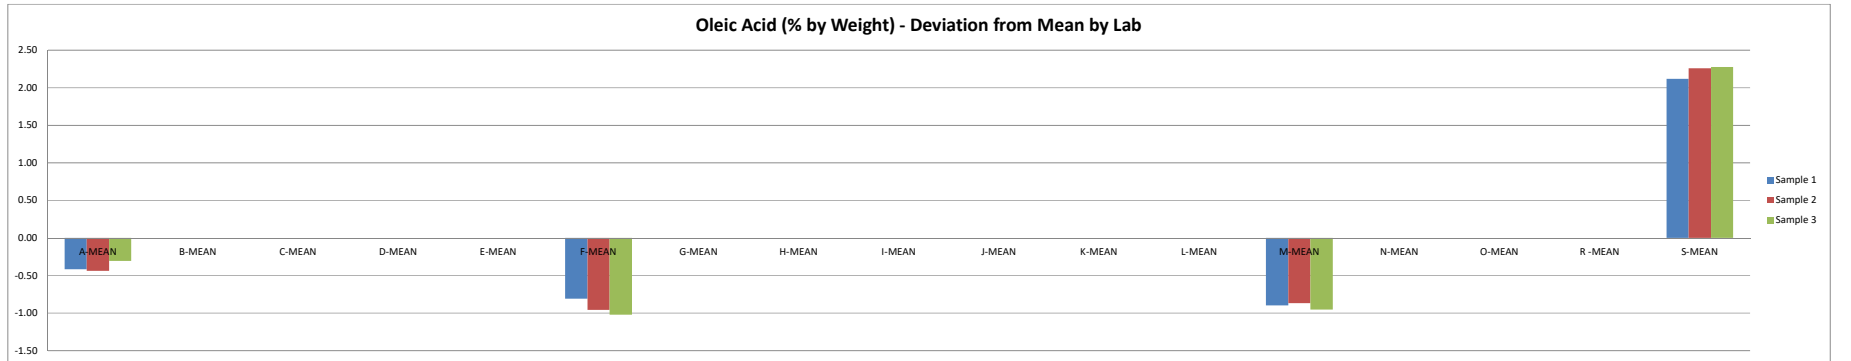 Oleic Acid (% by Weight) - Deviation from Mean by Lab
2.50
2.00
1.50
1.00
0.50
0.00
-0.50
-1.00
-1.50
A-MEAN B-MEAN C-MEAN D-MEAN E-MEAN F-MEAN G-MEAN H-MEAN I-MEAN J-MEAN K-MEAN L-MEAN M-MEAN N-MEAN O-MEAN R -MEAN S-MEAN
Sample 1
Sample 2
Sample 3